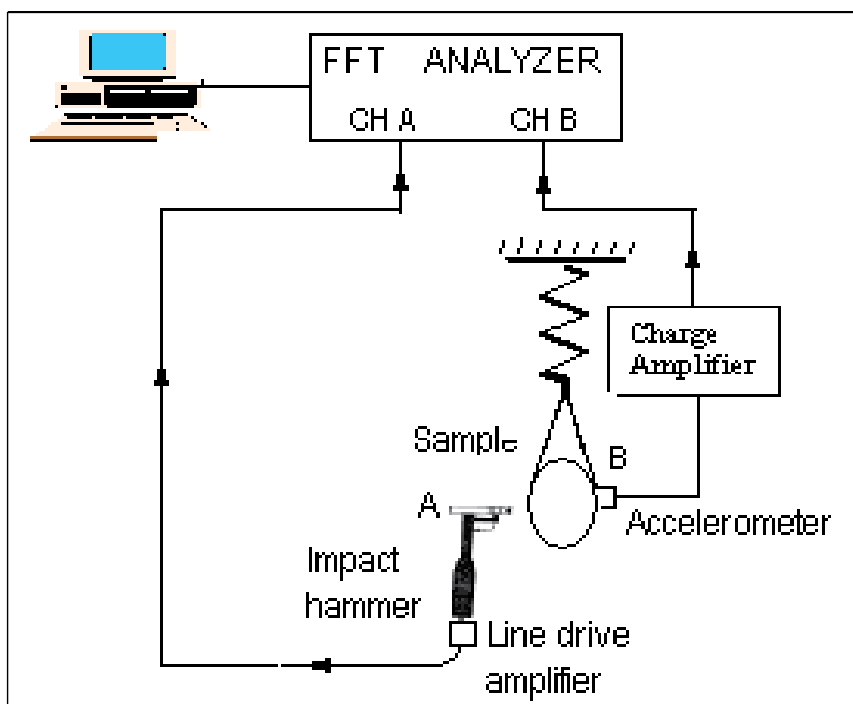 FFT ANALYZER
CH A CH B
Charge
Amplifier
Sample
B
A
Accelerometer
Impact
hammer
Line drive
amplifier